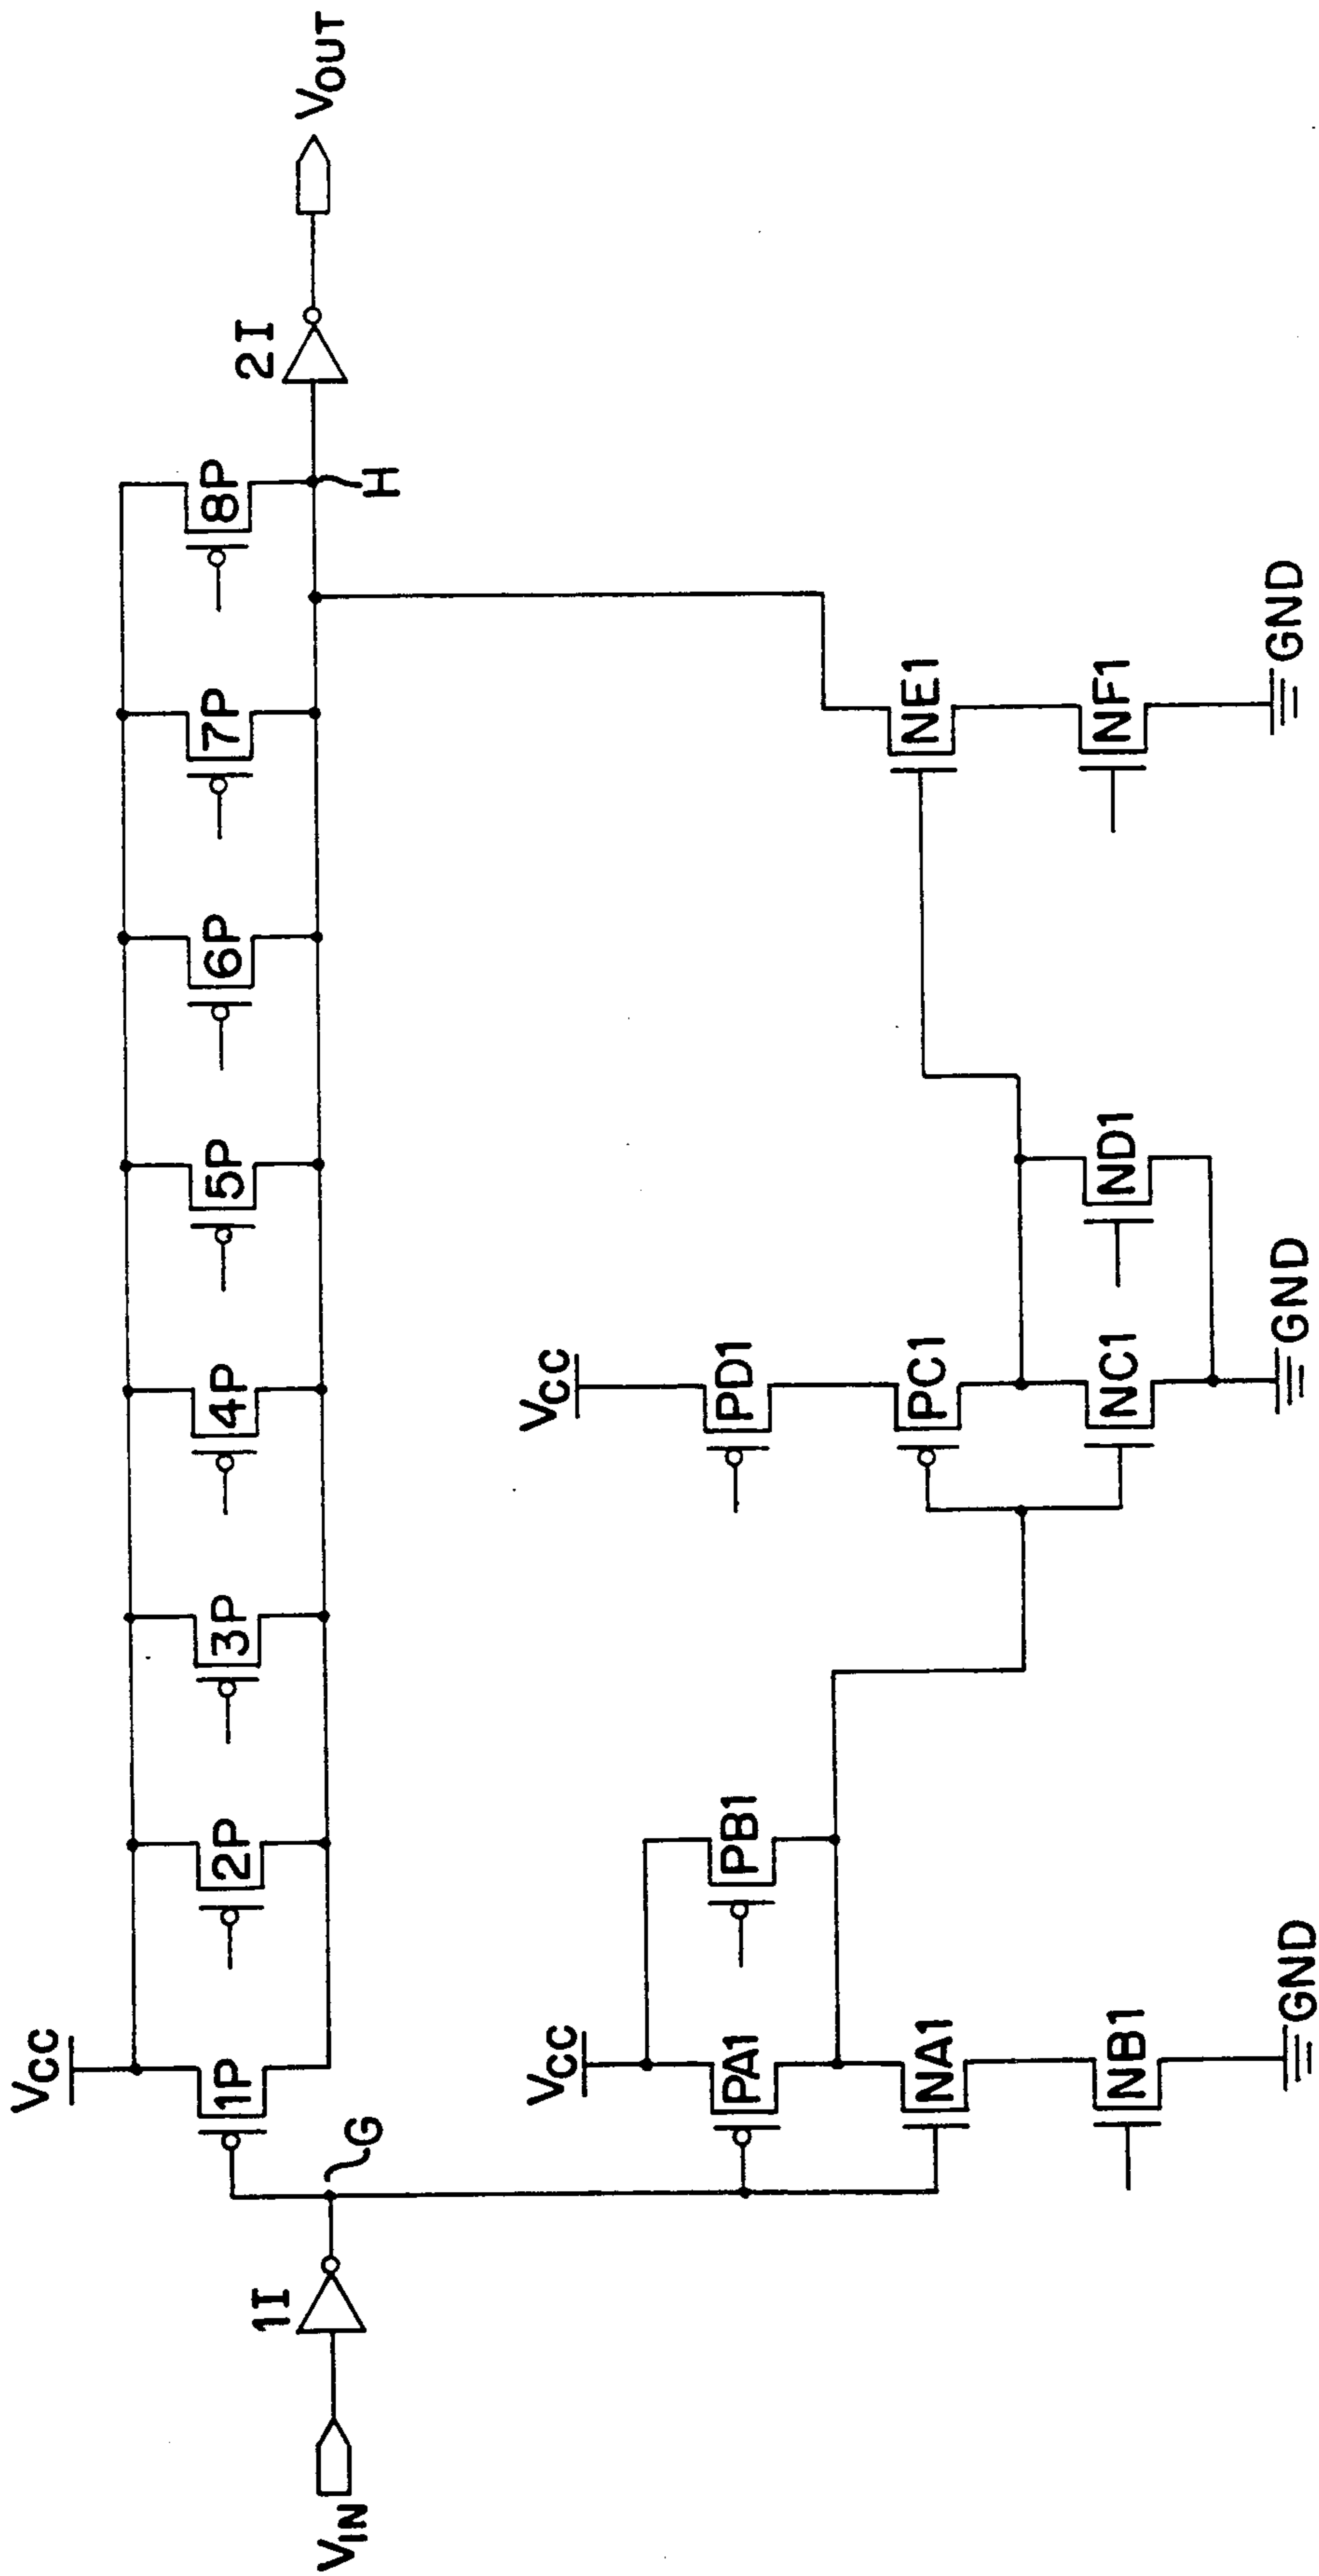 VCC
1P
2P
3P
4P
5P
6P
7P
8P
2I
VOUT
H
VIN
1I
G
VCC
PA1
PB1
NA1
NB1
GND
VCC
PD1
PC1
NC1
ND1
GND
NE1
NF1
GND